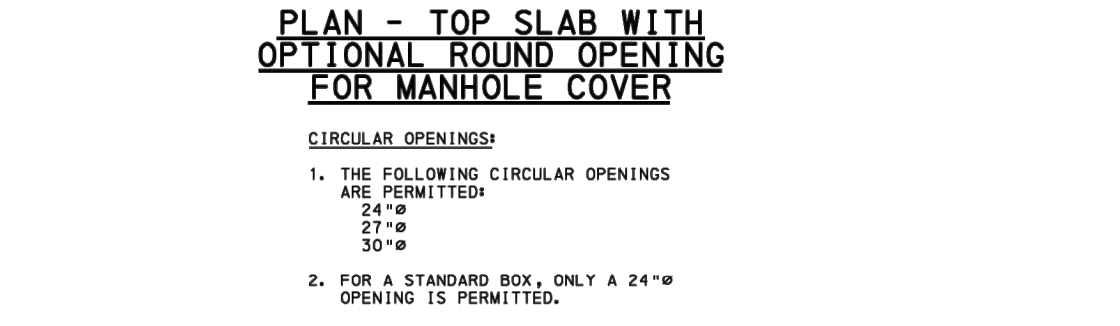 PLAN - TOP SLAB WITH
OPTIONAL ROUND OPENING
FOR MANHOLE COVER
CIRCULAR OPENINGS:
1. THE FOLLOWING CIRCULAR OPENINGS
ARE PERMITTED:
24"Ø
27"Ø
30"Ø
2. FOR A STANDARD BOX, ONLY A 24"Ø
OPENING IS PERMITTED.